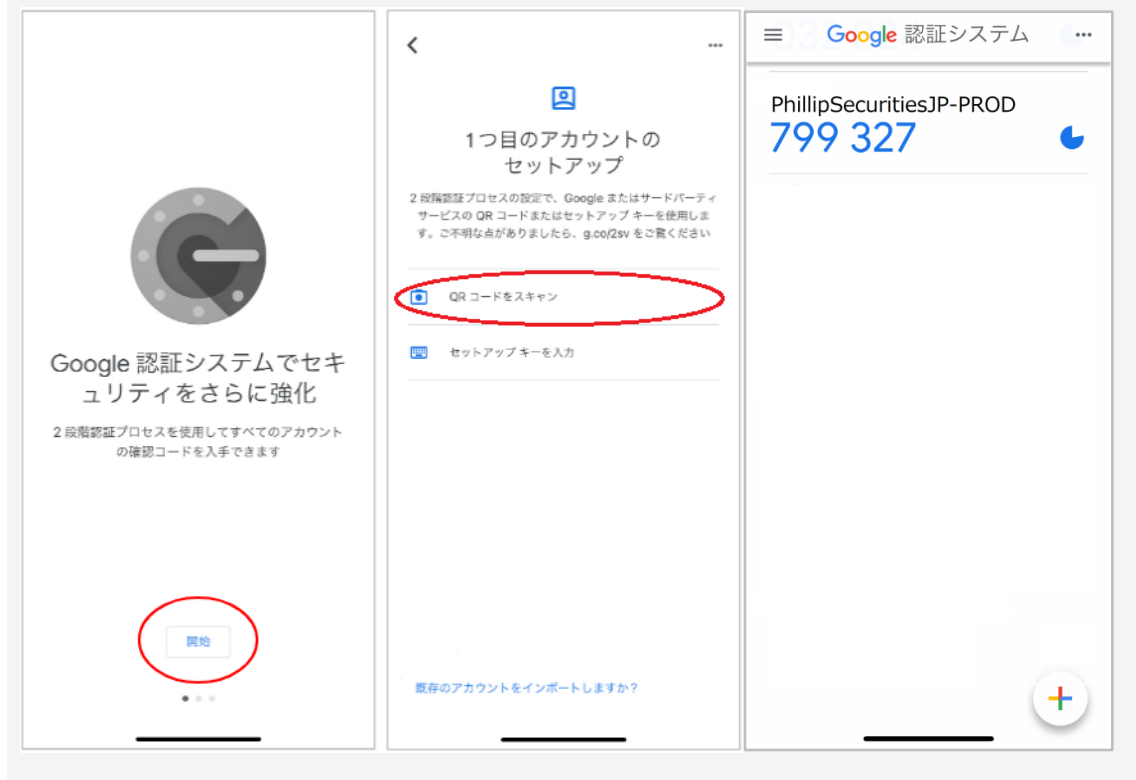 Google 認証システムでセキ
ュリティをさらに強化
2 段階認証プロセスを使用してすべてのアカウント
の確認コードを入手できます
開始
1つ目のアカウントの
セットアップ
2 段階認証プロセスの設定で、Google またはサードパーティ
サービスの QR コードまたはセットアップ キーを使用しま
す。ご不明な点がありましたら、g.co/2sv をご覧ください
QR コードをスキャン
セットアップ キーを入力
既存のアカウントをインポートしますか？
Google 認証システム
PhillipSecuritiesJP-PROD
799 327